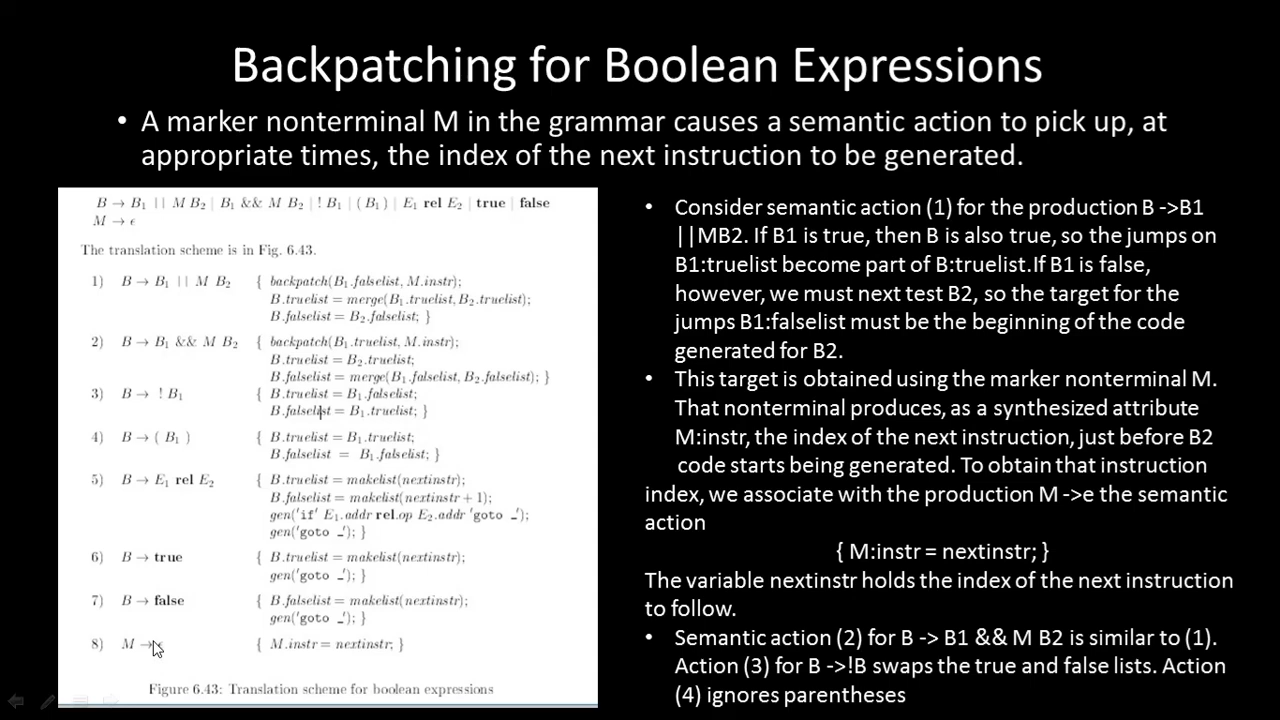 Backpatching for Boolean Expressions
• A marker nonterminal M in the grammar causes a semantic action to pick up, at
appropriate times, the index of the next instruction to be generated.
B → B₁ || M B₂ | B₁ && M B₂ | ! B₁ | ( B₁ ) | E₁ rel E₂ | true | false
M → ϵ
The translation scheme is in Fig. 6.43.
1) B → B₁ || M B₂ { backpatch(B₁.falselist, M.instr);
B.truelist = merge(B₁.truelist, B₂.truelist);
B.falselist = B₂.falselist; }
2) B → B₁ && M B₂ { backpatch(B₁.truelist, M.instr);
B.truelist = B₂.truelist;
B.falselist = merge(B₁.falselist, B₂.falselist); }
3) B → ! B₁ { B.truelist = B₁.falselist;
B.falselist = B₁.truelist; }
4) B → ( B₁ ) { B.truelist = B₁.truelist;
B.falselist = B₁.falselist; }
5) B → E₁ rel E₂ { B.truelist = makelist(nextinstr);
B.falselist = makelist(nextinstr + 1);
gen('if' E₁.addr rel.op E₂.addr 'goto _');
gen('goto _'); }
6) B → true { B.truelist = makelist(nextinstr);
gen('goto _'); }
7) B → false { B.falselist = makelist(nextinstr);
gen('goto _'); }
8) M → { M.instr = nextinstr; }
Figure 6.43: Translation scheme for boolean expressions
• Consider semantic action (1) for the production B ->B1
||MB2. If B1 is true, then B is also true, so the jumps on
B1:truelist become part of B:truelist.If B1 is false,
however, we must next test B2, so the target for the
jumps B1:falselist must be the beginning of the code
generated for B2.
• This target is obtained using the marker nonterminal M.
That nonterminal produces, as a synthesized attribute
M:instr, the index of the next instruction, just before B2
code starts being generated. To obtain that instruction
index, we associate with the production M ->e the semantic
action
{ M:instr = nextinstr; }
The variable nextinstr holds the index of the next instruction
to follow.
• Semantic action (2) for B -> B1 && M B2 is similar to (1).
Action (3) for B ->!B swaps the true and false lists. Action
(4) ignores parentheses